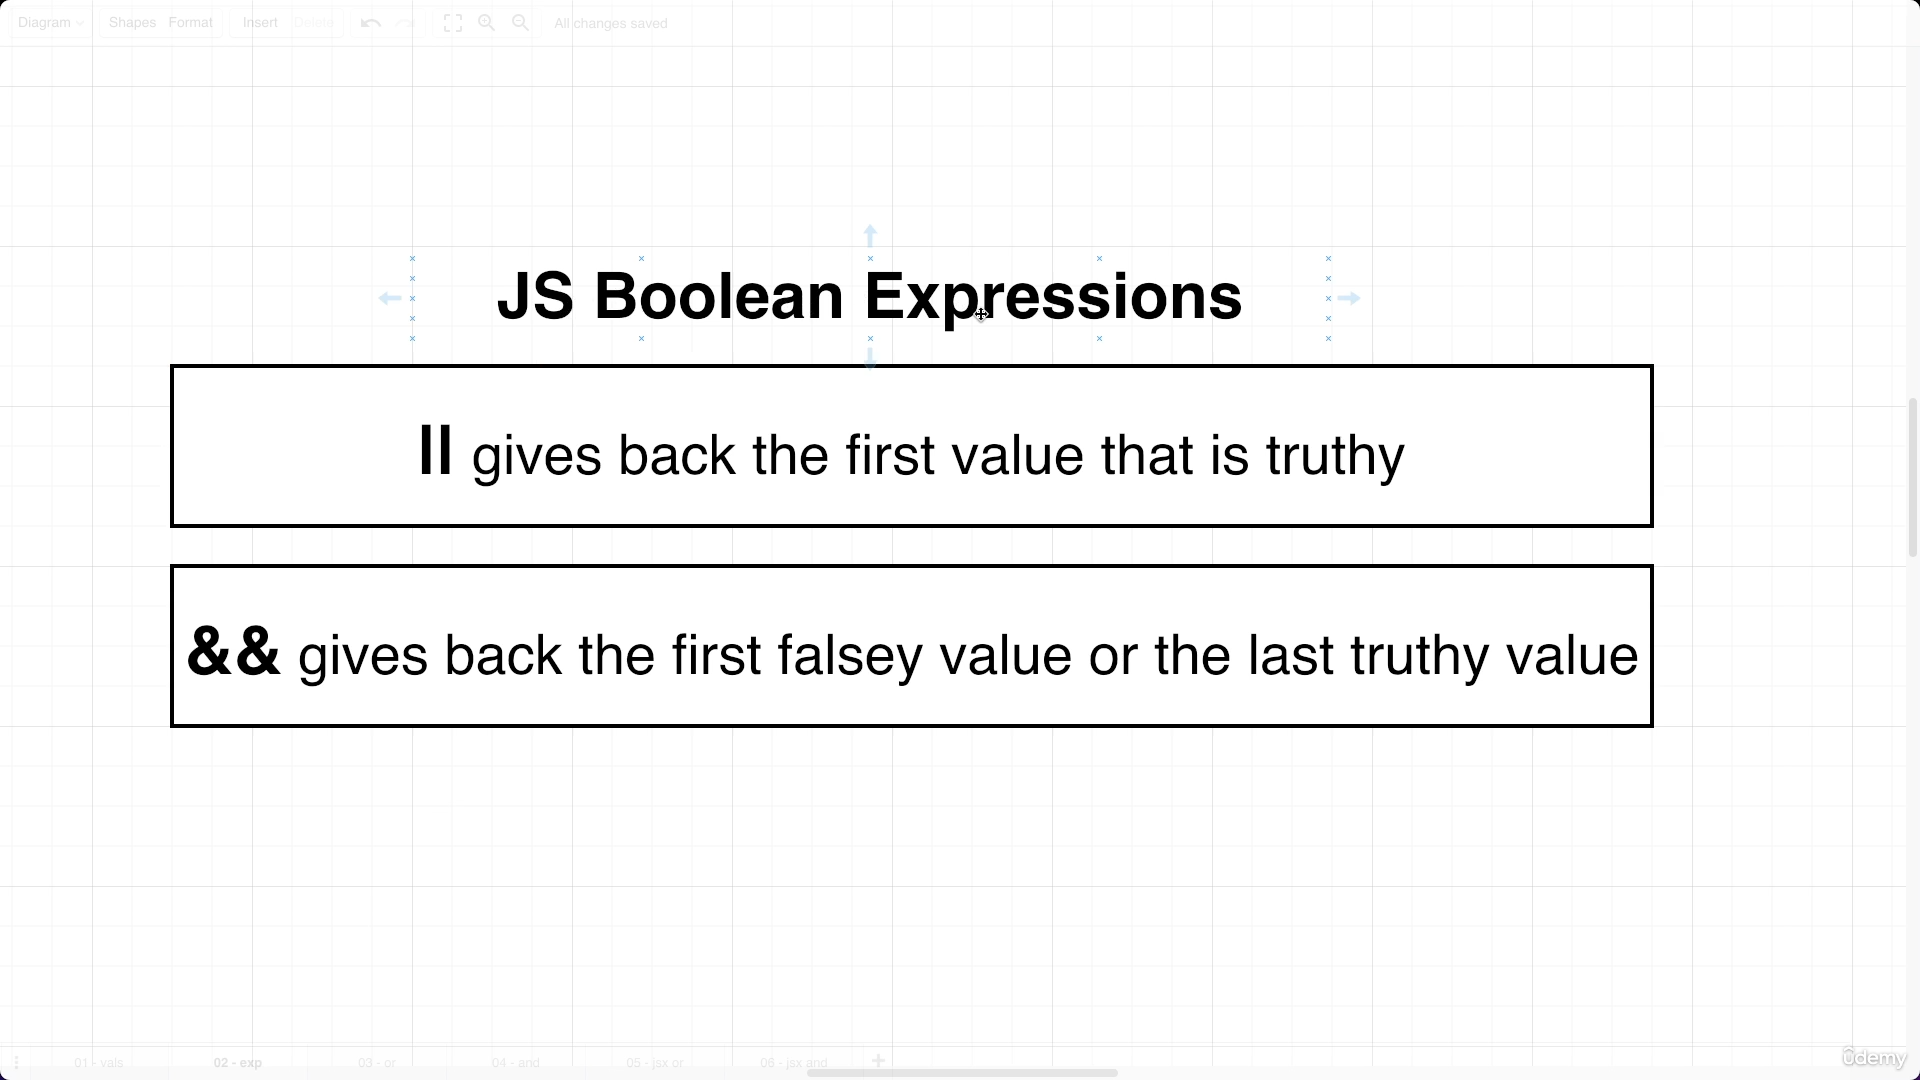 Diagram Shapes Format Insert Delete All changes saved
JS Boolean Expressions
|| gives back the first value that is truthy
&& gives back the first falsey value or the last truthy value
01 - vals 02 - exp 03 - or 04 - and 05 - jsx or 06 - jsx and
udemy